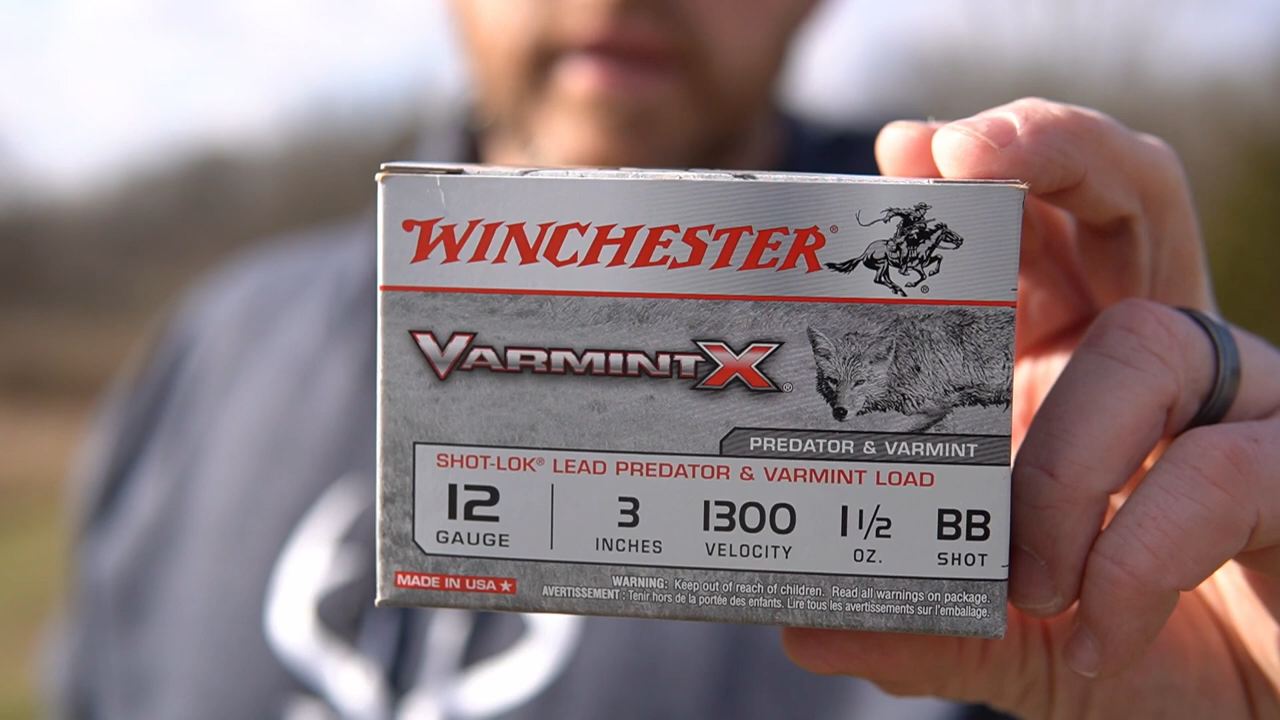 WINCHESTER®
®
VARMINT X®
PREDATOR & VARMINT
SHOT-LOK® LEAD PREDATOR & VARMINT LOAD
12 3 1300 1 1/2 BB
GAUGE INCHES VELOCITY OZ. SHOT
MADE IN USA
WARNING: Keep out of reach of children. Read all warnings on package.
AVERTISSEMENT : Tenir hors de la portée des enfants. Lire tous les avertissements sur l'emballage.